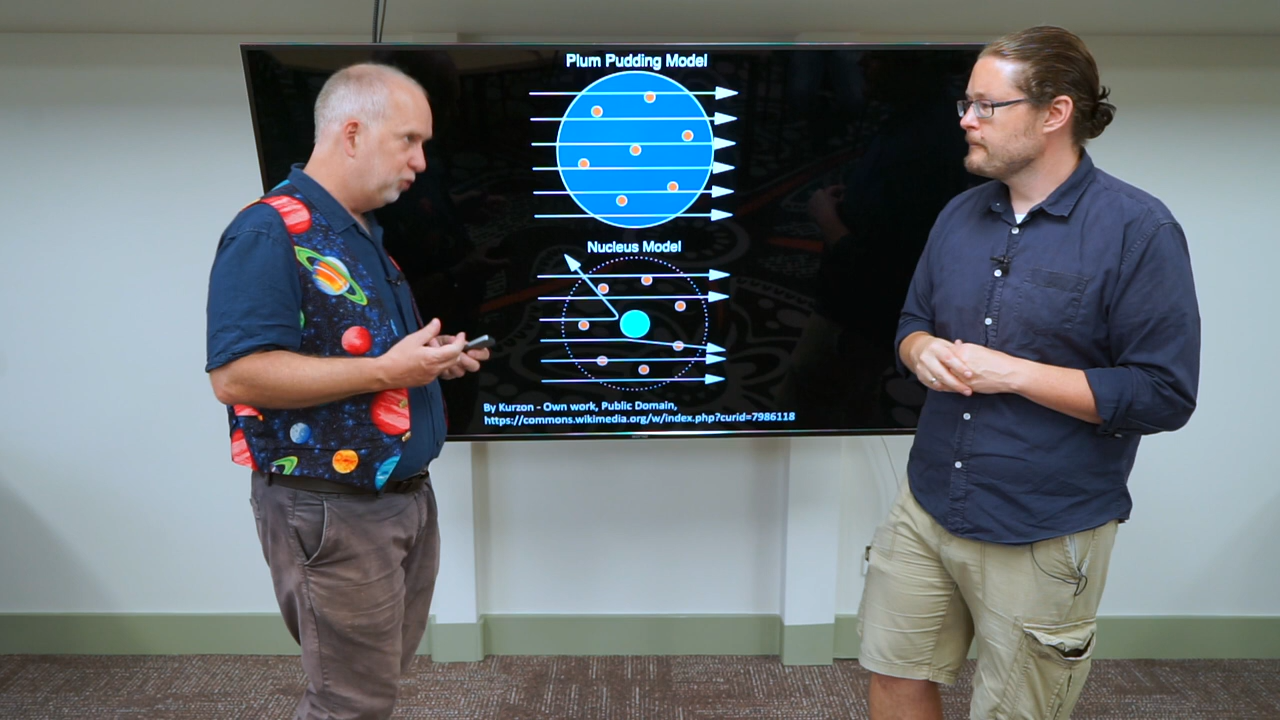 Plum Pudding Model
Nucleus Model
By Kurzon - Own work, Public Domain,
https://commons.wikimedia.org/w/index.php?curid=7986118